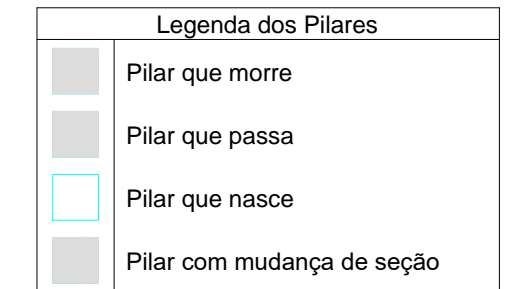 Legenda dos Pilares
Pilar que morre
Pilar que passa
Pilar que nasce
Pilar com mudança de seção